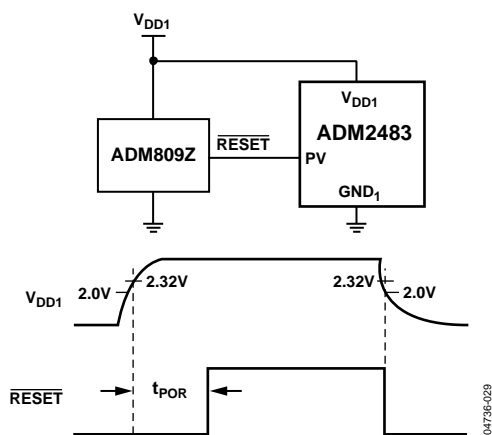 VDD1
VDD1
ADM2483
ADM809Z
RESET
PV
GND1
2.32V
2.32V
VDD1
2.0V
2.0V
RESET
tPOR
04736-029